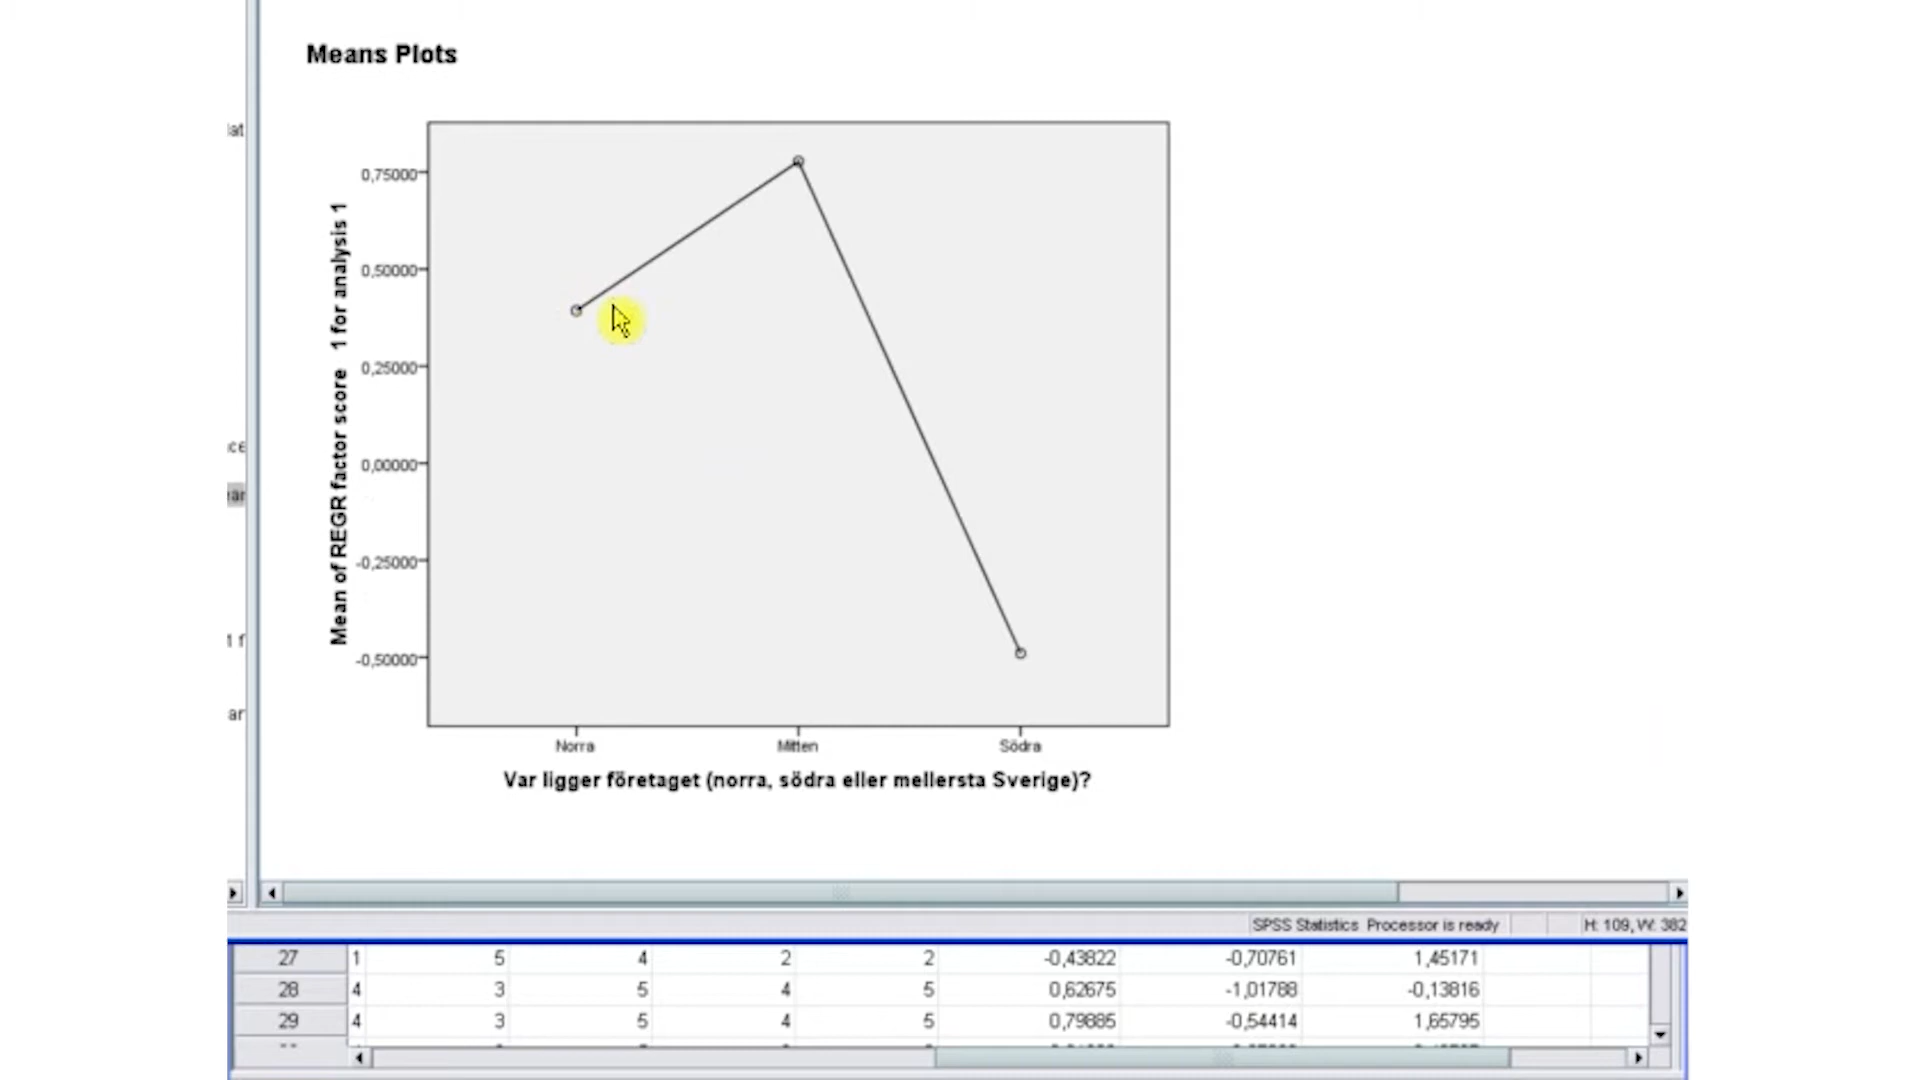 Means Plots
Mean of REGR factor score 1 for analysis 1
0,75000
0,50000
0,25000
0,00000
-0,25000
-0,50000
Norra Mitten Södra
Var ligger företaget (norra, södra eller mellersta Sverige)?
SPSS Statistics Processor is ready H: 109, W: 382
27 1 5 4 2 2 -0,43822 -0,70761 1,45171
28 4 3 5 4 5 0,62675 -1,01788 -0,13816
29 4 3 5 4 5 0,79885 -0,54414 1,65795